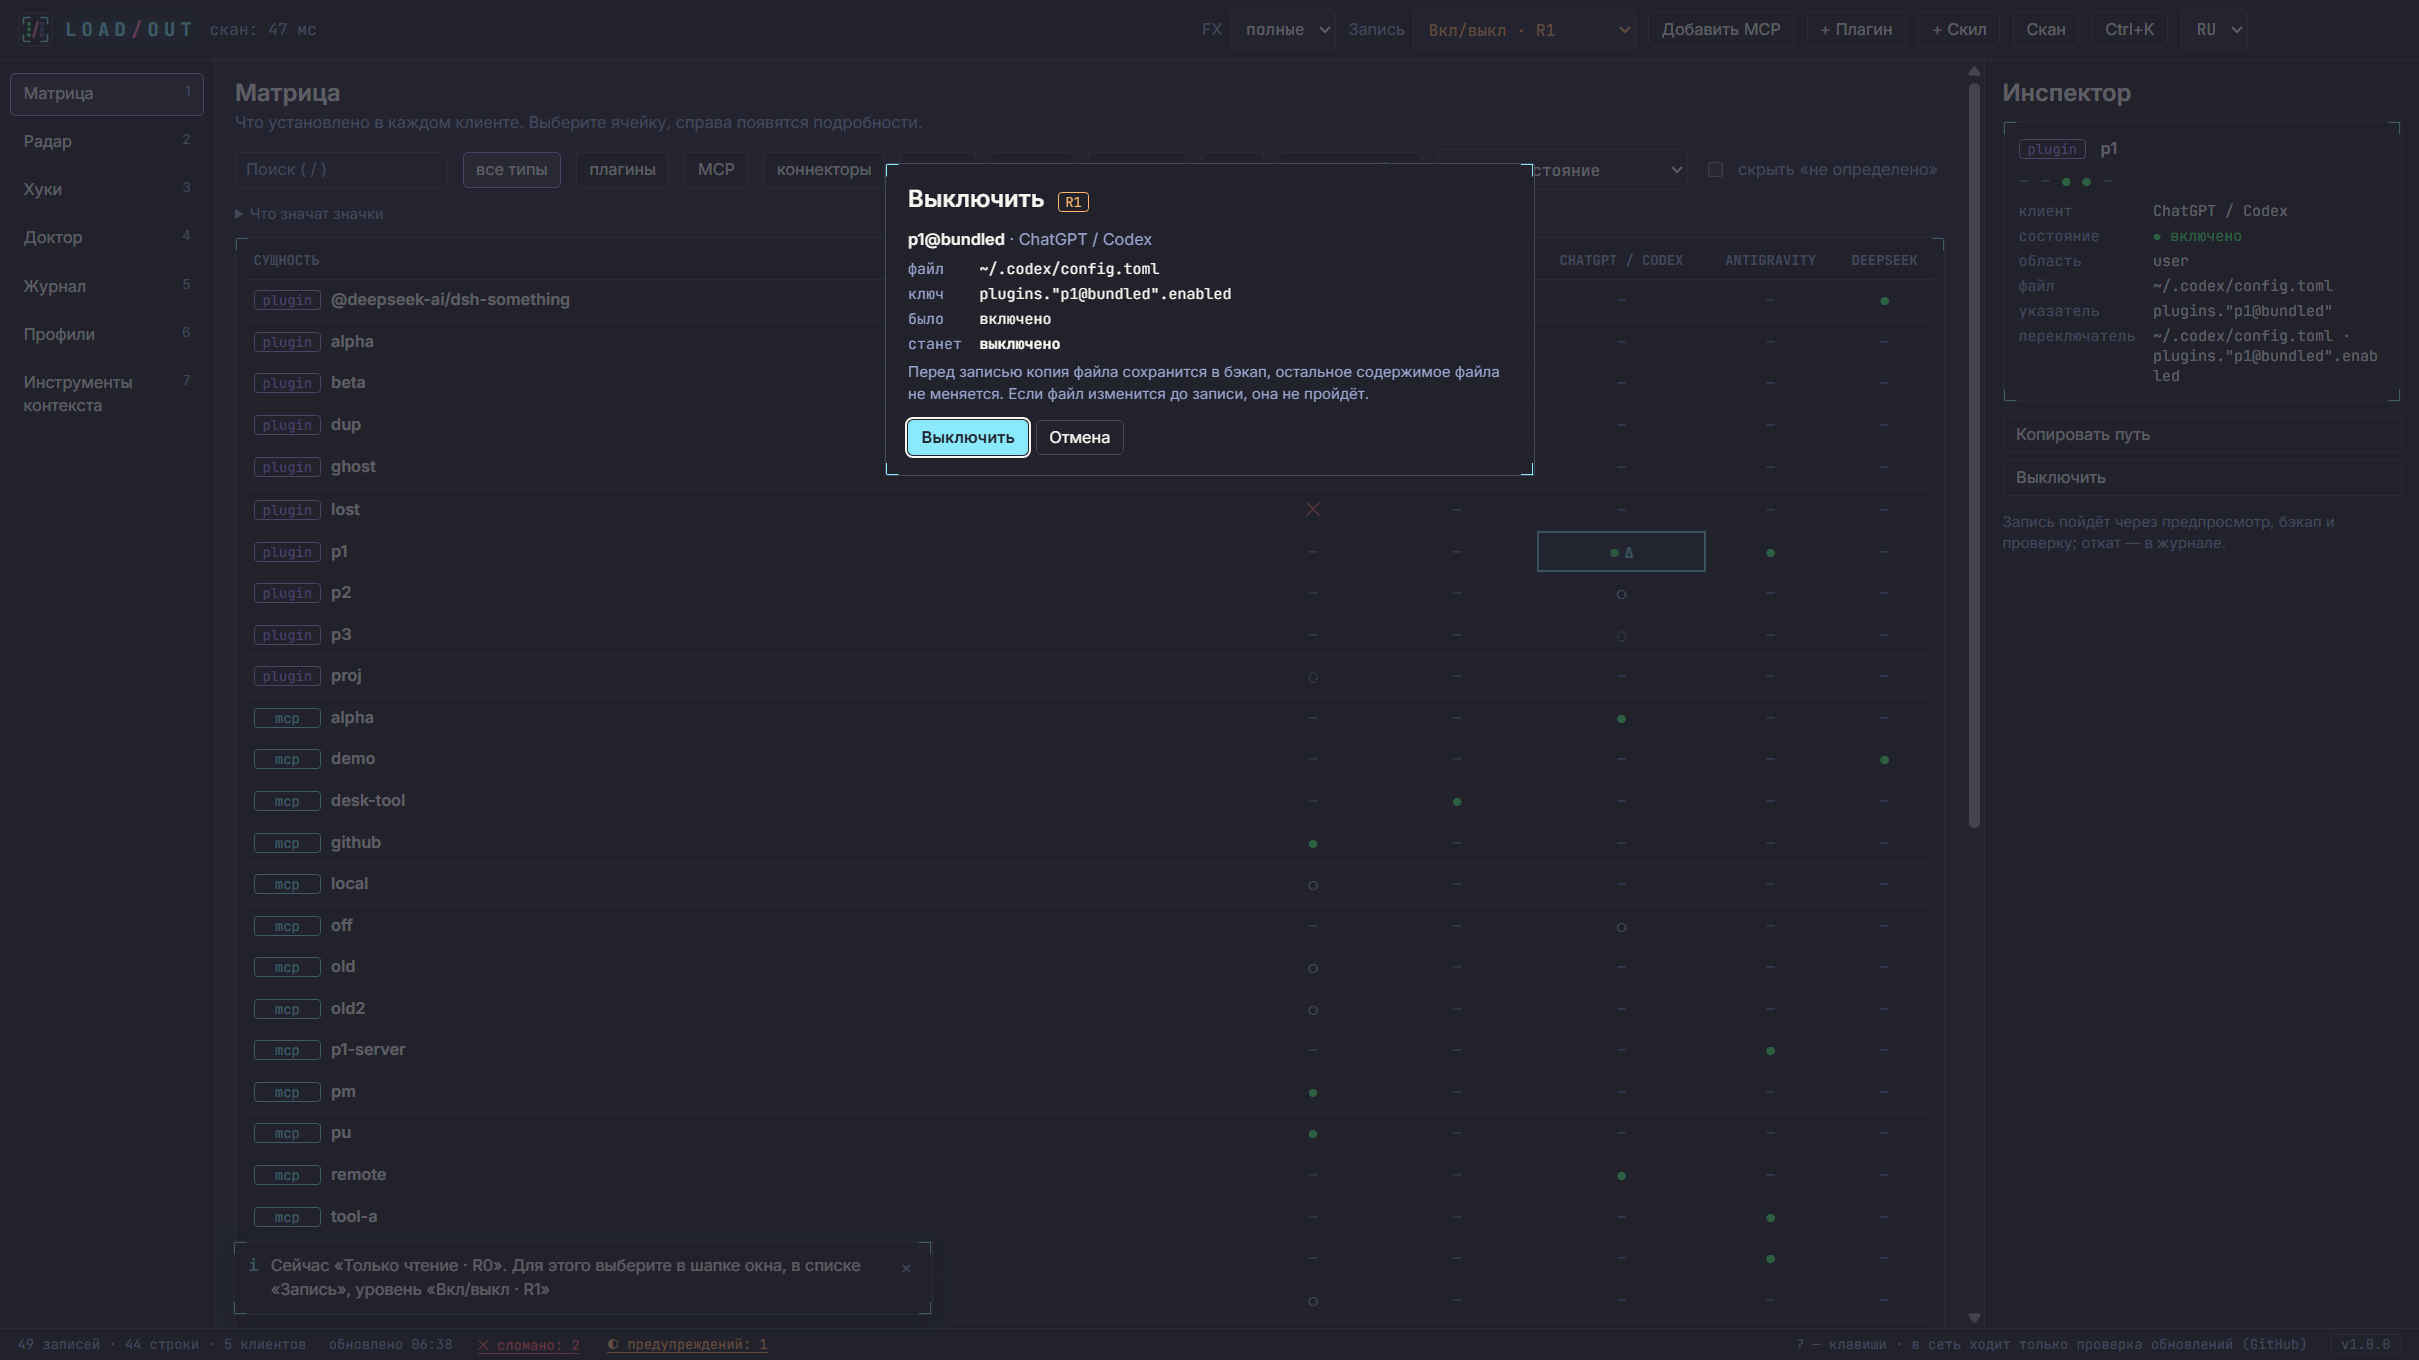 LOAD/OUT скан: 47 мс FX полные Запись Вкл/выкл · R1 Добавить MCP + Плагин + Скил Скан Ctrl+K RU
Матрица 1
Радар 2
Хуки 3
Доктор 4
Журнал 5
Профили 6
Инструменты контекста 7
Матрица
Что установлено в каждом клиенте. Выберите ячейку, справа появятся подробности.
Поиск ( / ) все типы плагины MCP коннекторы стояние скрыть «не определено»
▶ Что значат значки
СУЩНОСТЬ CHATGPT / CODEX ANTIGRAVITY DEEPSEEK
plugin @deepseek-ai/dsh-something – ●
plugin alpha – – –
plugin beta – – –
plugin dup – – –
plugin ghost – – –
plugin lost ✕ – – – –
plugin p1 – – ● Δ ● –
plugin p2 – – ○ – –
plugin p3 – – ◌ – –
plugin proj ◌ – – – –
mcp alpha – – ● – –
mcp demo – – – – ●
mcp desk-tool – ● – – –
mcp github ● – – – –
mcp local ○ – – – –
mcp off – – ○ – –
mcp old ○ – – – –
mcp old2 ○ – – – –
mcp p1-server – – – ● –
mcp pm ● – – – –
mcp pu ● – – – –
mcp remote – – ● – –
mcp tool-a – – – ● –
– – – ● –
○ – – – –
Выключить R1
p1@bundled · ChatGPT / Codex
файл ~/.codex/config.toml
ключ plugins."p1@bundled".enabled
было включено
станет выключено
Перед записью копия файла сохранится в бэкап, остальное содержимое файла
не меняется. Если файл изменится до записи, она не пройдёт.
Выключить Отмена
Инспектор
plugin p1
– – ● ● –
клиент ChatGPT / Codex
состояние ● включено
область user
файл ~/.codex/config.toml
указатель plugins."p1@bundled"
переключатель ~/.codex/config.toml ·
plugins."p1@bundled".enab
led
Копировать путь
Выключить
Запись пойдёт через предпросмотр, бэкап и
проверку; откат — в журнале.
i Сейчас «Только чтение · R0». Для этого выберите в шапке окна, в списке ×
«Запись», уровень «Вкл/выкл · R1»
49 записей · 44 строки · 5 клиентов обновлено 06:38 ✕ сломано: 2 ◐ предупреждений: 1 ? — клавиши · в сеть ходит только проверка обновлений (GitHub) v1.0.0